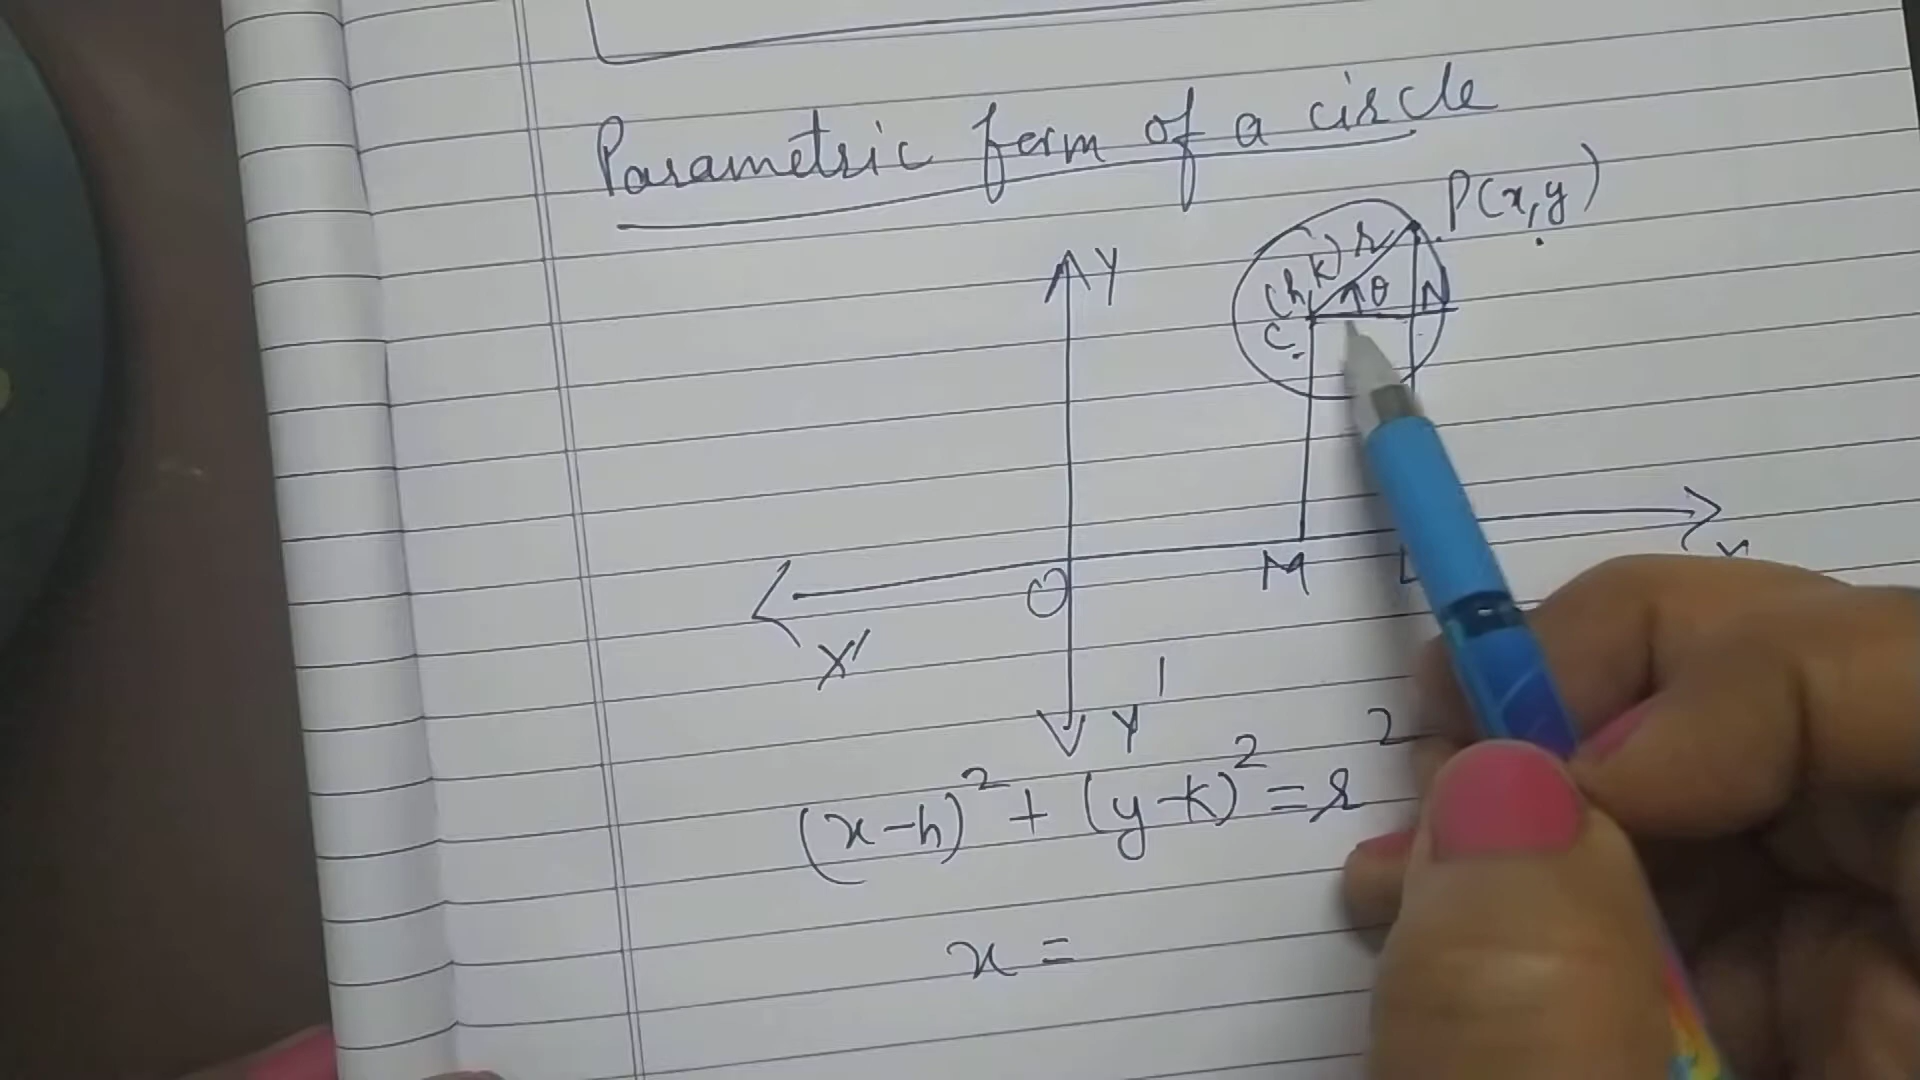 Parametric form of a circle
P(x,y)
Y
(h,k) r
θ N
C
M L
O
X'
Y'
(x-h)² + (y-k)² = r²
x =